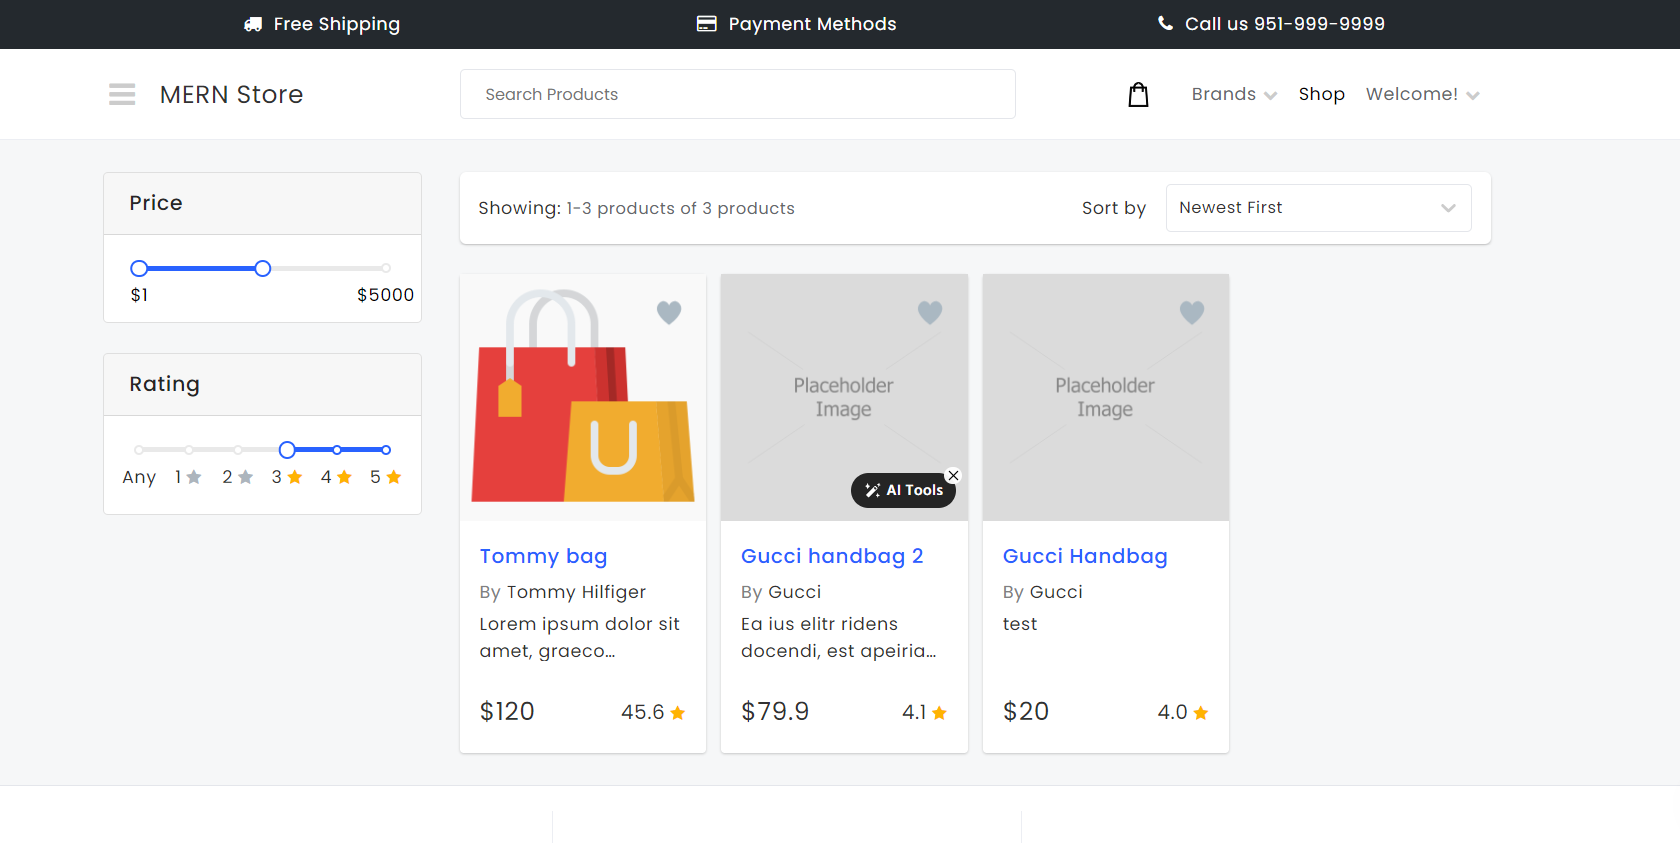 Free Shipping
Payment Methods
Call us 951-999-9999
MERN Store
Search Products
Brands
Shop
Welcome!
Price
$1
$5000
Rating
Any 1 2 3 4 5
Showing: 1-3 products of 3 products
Sort by
Newest First
Tommy bag
By Tommy Hilfiger
Lorem ipsum dolor sit
amet, graeco...
$120
45.6
Placeholder
Image
AI Tools
Gucci handbag 2
By Gucci
Ea ius elitr ridens
docendi, est apeiria...
$79.9
4.1
Placeholder
Image
Gucci Handbag
By Gucci
test
$20
4.0